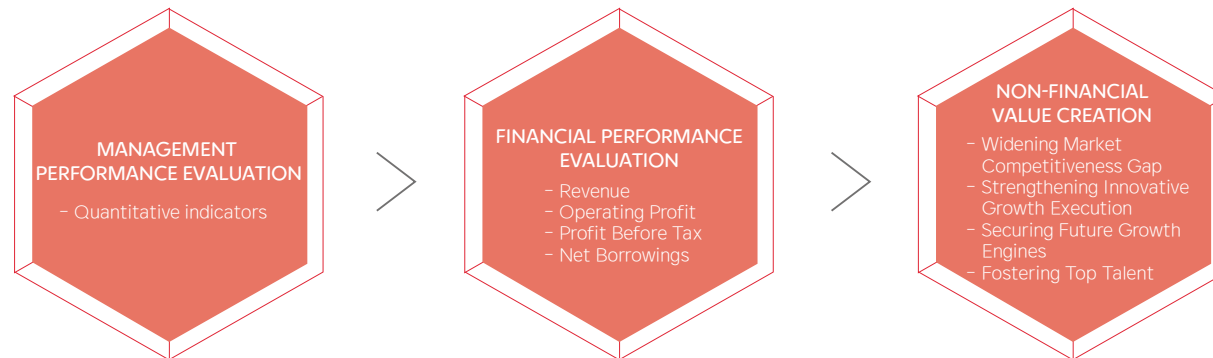 MANAGEMENT
PERFORMANCE EVALUATION
– Quantitative indicators
FINANCIAL PERFORMANCE
EVALUATION
– Revenue
– Operating Profit
– Profit Before Tax
– Net Borrowings
NON-FINANCIAL
VALUE CREATION
– Widening Market
Competitiveness Gap
– Strengthening Innovative
Growth Execution
– Securing Future Growth
Engines
– Fostering Top Talent